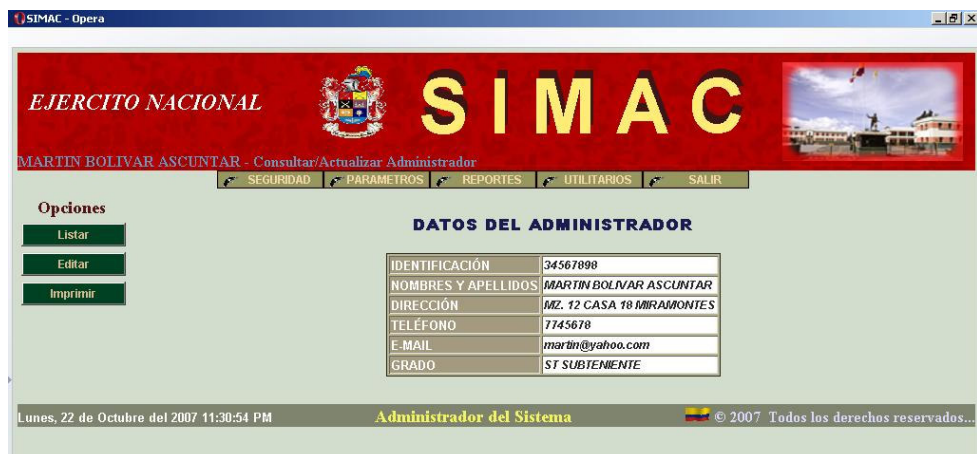 SIMAC - Opera
EJERCITO NACIONAL
SIMAC
MARTIN BOLIVAR ASCUNTAR - Consultar/Actualizar Administrador
SEGURIDAD PARAMETROS REPORTES UTILITARIOS SALIR
Opciones
Listar
Editar
Imprimir
DATOS DEL ADMINISTRADOR
IDENTIFICACIÓN 34567898
NOMBRES Y APELLIDOS MARTIN BOLIVAR ASCUNTAR
DIRECCIÓN MZ. 12 CASA 18 MIRAMONTES
TELÉFONO 7745678
E-MAIL martin@yahoo.com
GRADO ST SUBTENIENTE
Lunes, 22 de Octubre del 2007 11:30:54 PM Administrador del Sistema © 2007 Todos los derechos reservados...